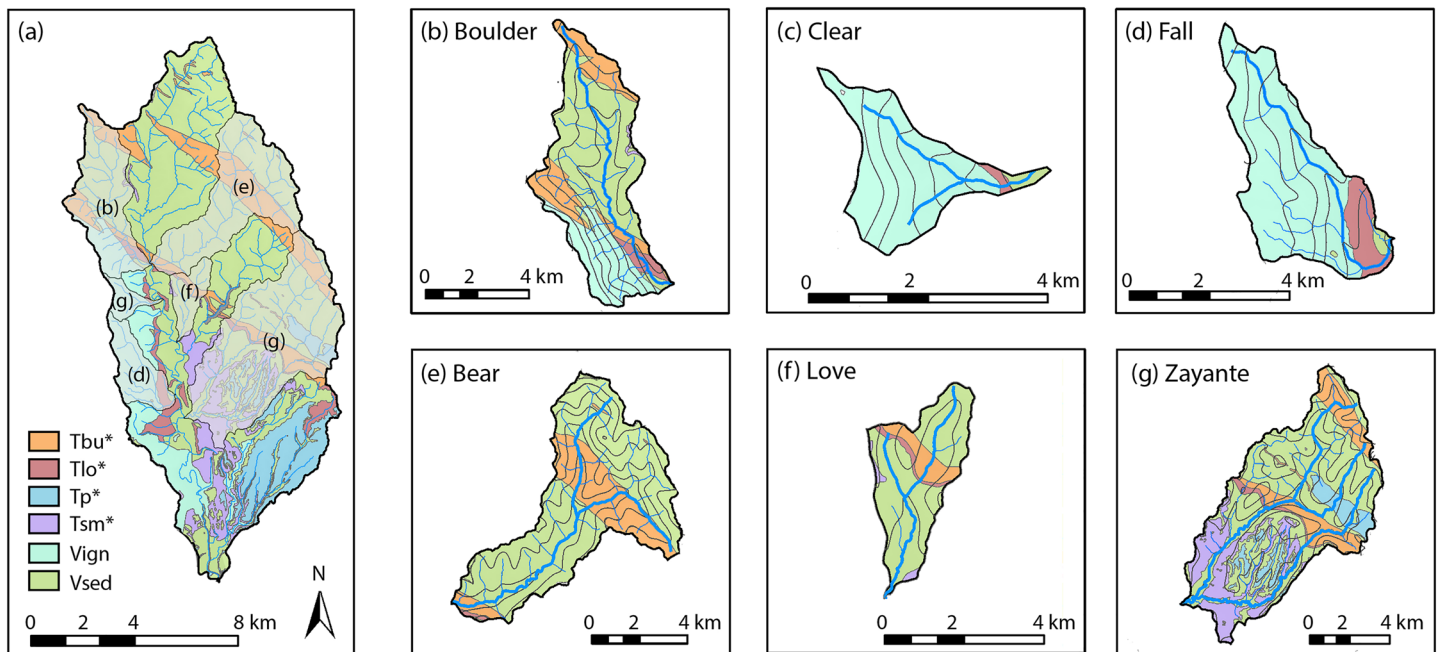 (a)
(e)
(b)
(f)
(g)
(g)
(d)
Tbu*
Tlo*
Tp*
Tsm*
Vign
Vsed
N
0 2 4 8 km
(b) Boulder
0 2 4 km
(c) Clear
0 2 4 km
(d) Fall
0 2 4 km
(e) Bear
0 2 4 km
(f) Love
0 2 4 km
(g) Zayante
0 2 4 km